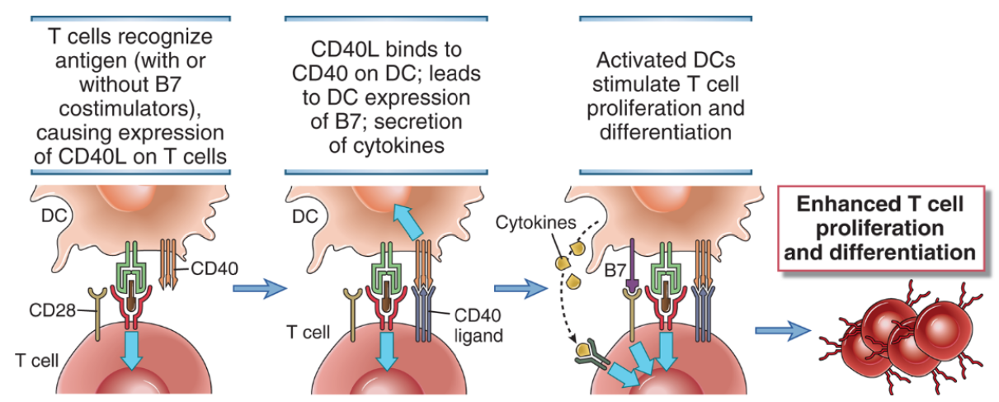 T cells recognize
antigen (with or
without B7
costimulators),
causing expression
of CD40L on T cells
CD40L binds to
CD40 on DC; leads
to DC expression
of B7; secretion
of cytokines
Activated DCs
stimulate T cell
proliferation and
differentiation
DC
CD40
CD28
T cell
DC
T cell
CD40
ligand
Cytokines
B7
Enhanced T cell
proliferation
and differentiation